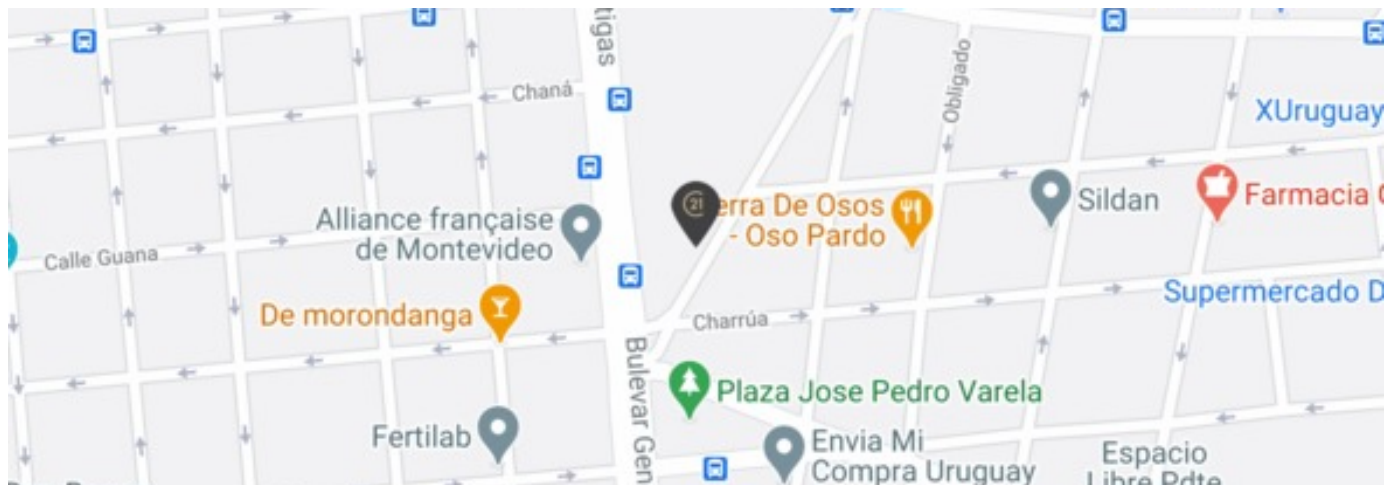 tigas
Chaná
Obligado
XUruguay
21
erra De Osos
- Oso Pardo
Sildan
Farmacia
Alliance française
de Montevideo
Calle Guana
De morondanga
Charrúa
Supermercado D
Bulevar Gen
Plaza Jose Pedro Varela
Fertilab
Envia Mi
Compra Uruguay
Espacio
Libre Pdte